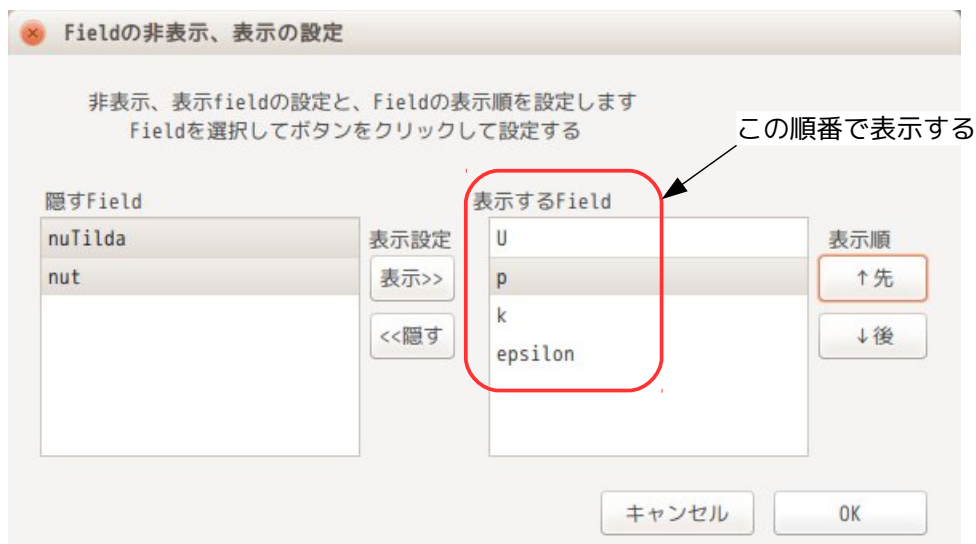 Fieldの非表示、表示の設定
非表示、表示fieldの設定と、Fieldの表示順を設定します
Fieldを選択してボタンをクリックして設定する
この順番で表示する
隠すField
nuTilda
nut
表示設定
表示>>
<<隠す
表示するField
U
p
k
epsilon
表示順
↑先
↓後
キャンセル
OK